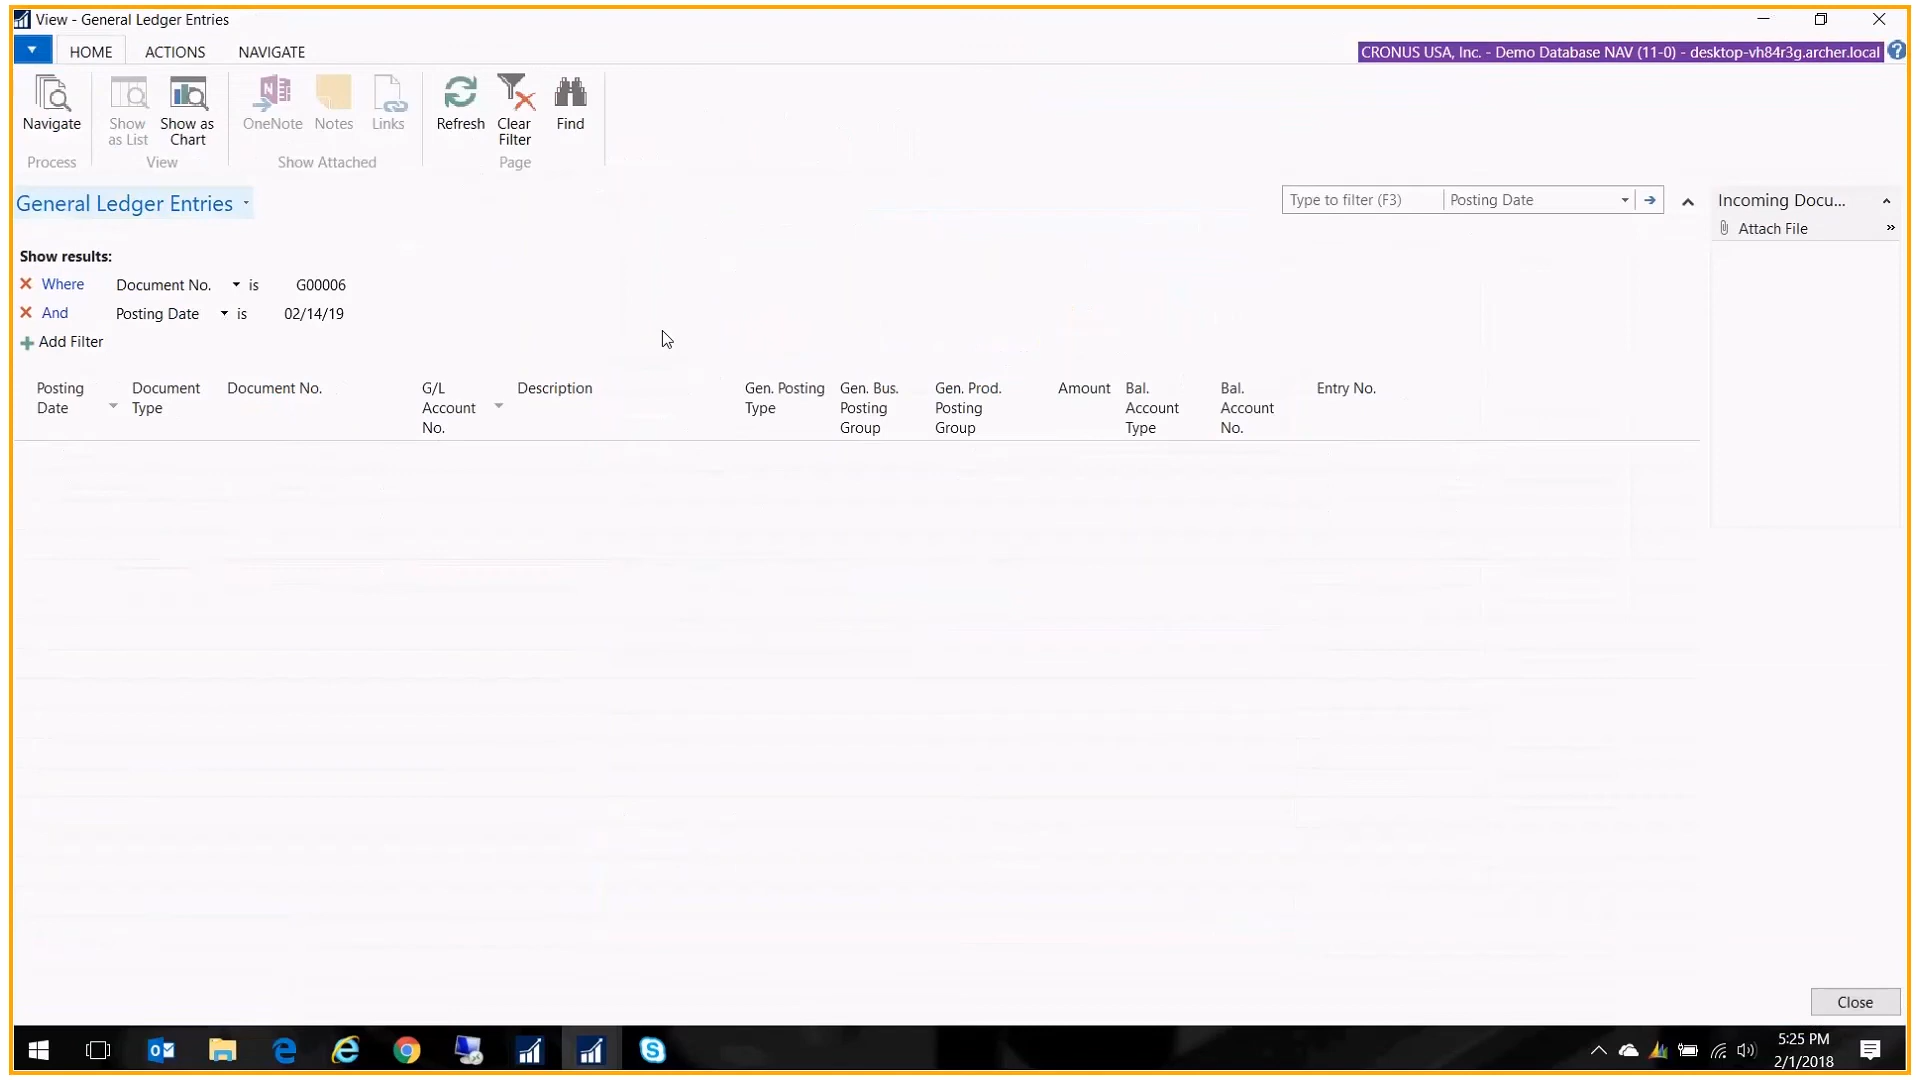 View - General Ledger Entries
HOME ACTIONS NAVIGATE
CRONUS USA, Inc. - Demo Database NAV (11-0) - desktop-vh84r3g.archer.local
Navigate
Show as List
Show as Chart
OneNote Notes Links
Refresh
Clear Filter
Find
Process View Show Attached Page
General Ledger Entries
Type to filter (F3) Posting Date
Incoming Docu...
Attach File
Show results:
Where Document No. is G00006
And Posting Date is 02/14/19
Add Filter
Posting Date
Document Type
Document No.
G/L Account No.
Description
Gen. Posting Type
Gen. Bus. Posting Group
Gen. Prod. Posting Group
Amount
Bal. Account Type
Bal. Account No.
Entry No.
Close
5:25 PM
2/1/2018